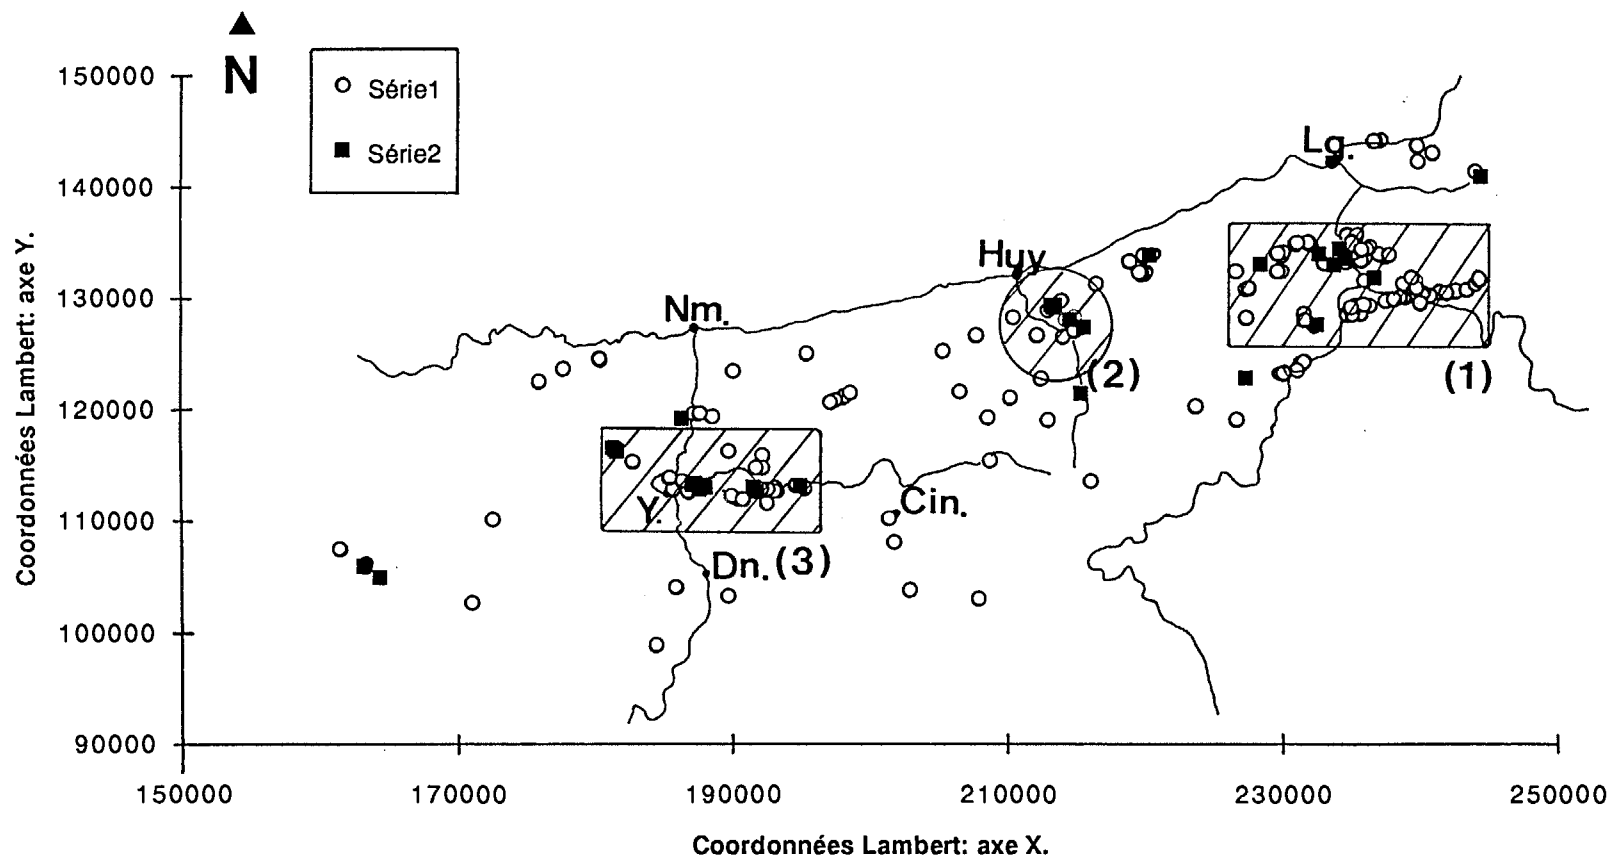 N
Série1
Série2
150000
140000
130000
120000
110000
100000
90000
Coordonnées Lambert: axe Y.
Lg.
Huy
Nm.
(2)
(1)
Y.
Cin.
Dn. (3)
150000 170000 190000 210000 230000 250000
Coordonnées Lambert: axe X.